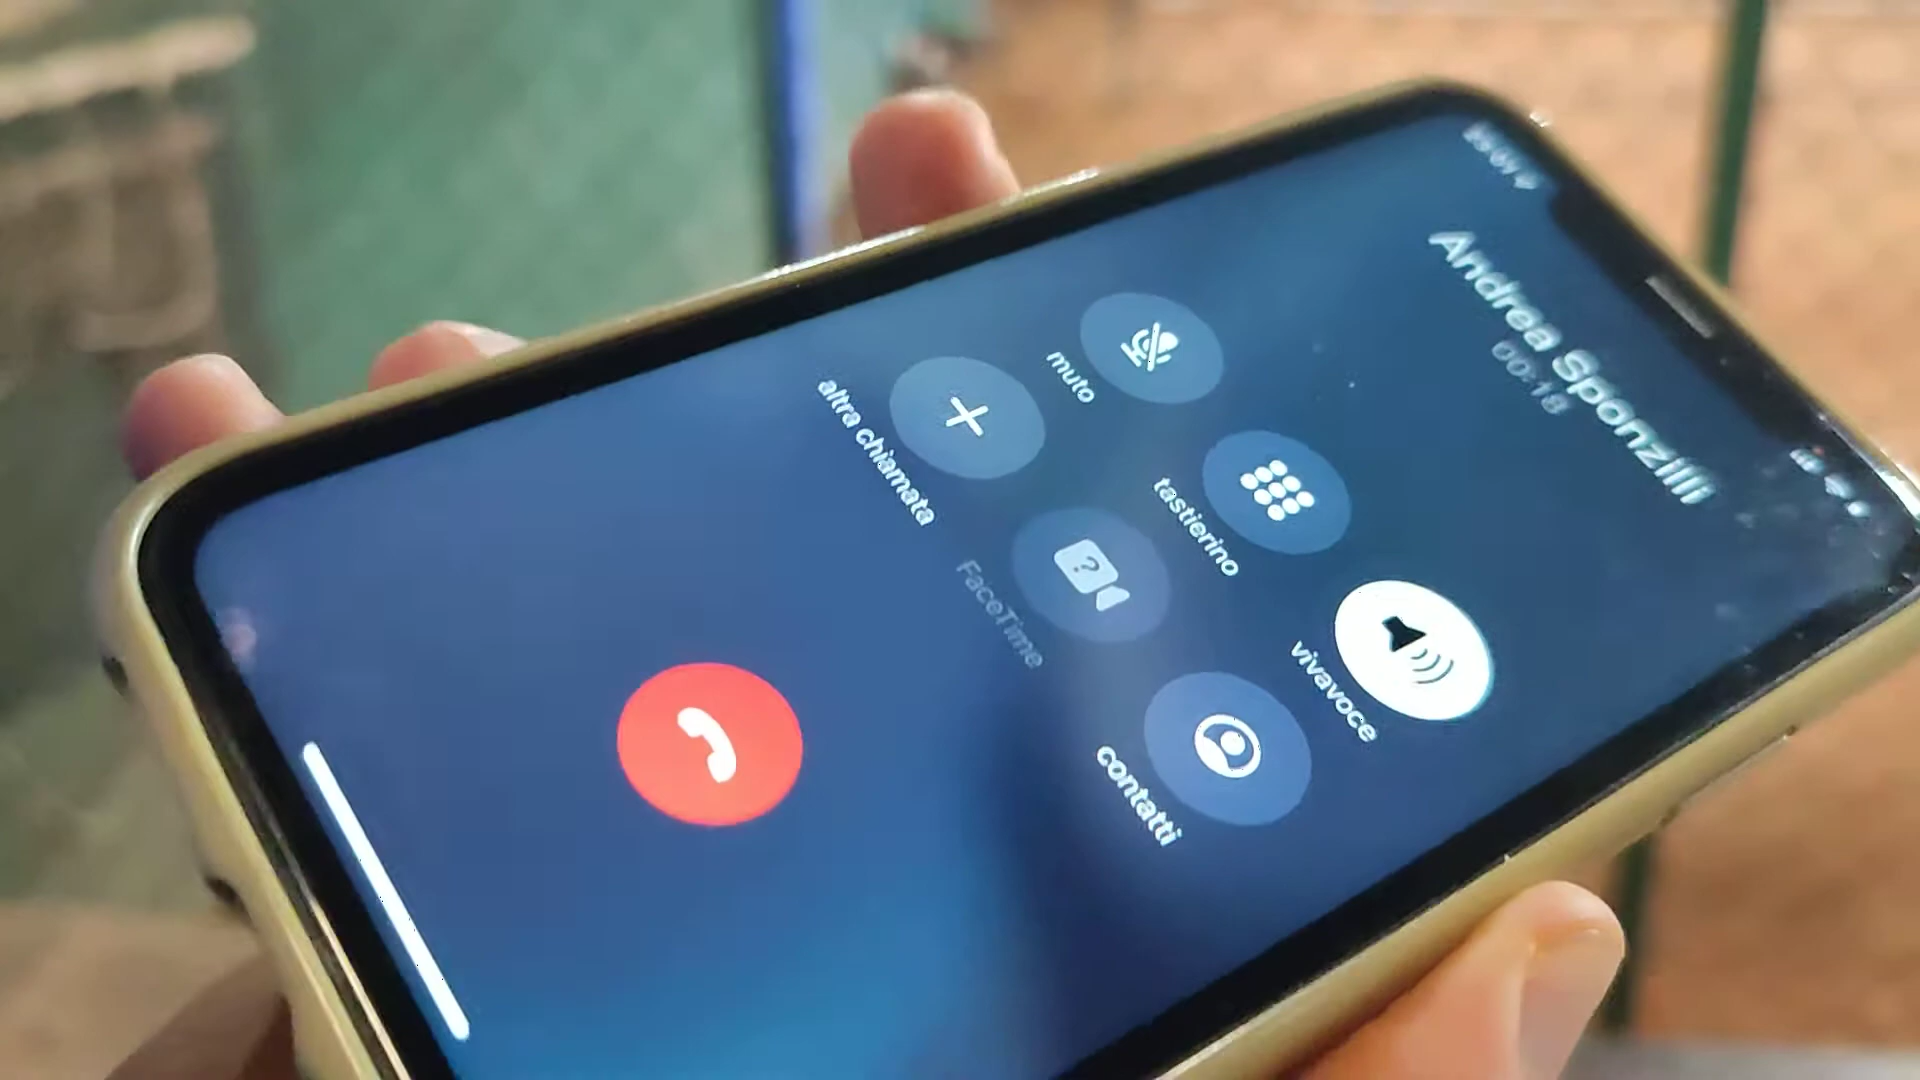 Andrea Sponzilli
00:18
muto
tastierino
vivavoce
altra chiamata
FaceTime
contatti